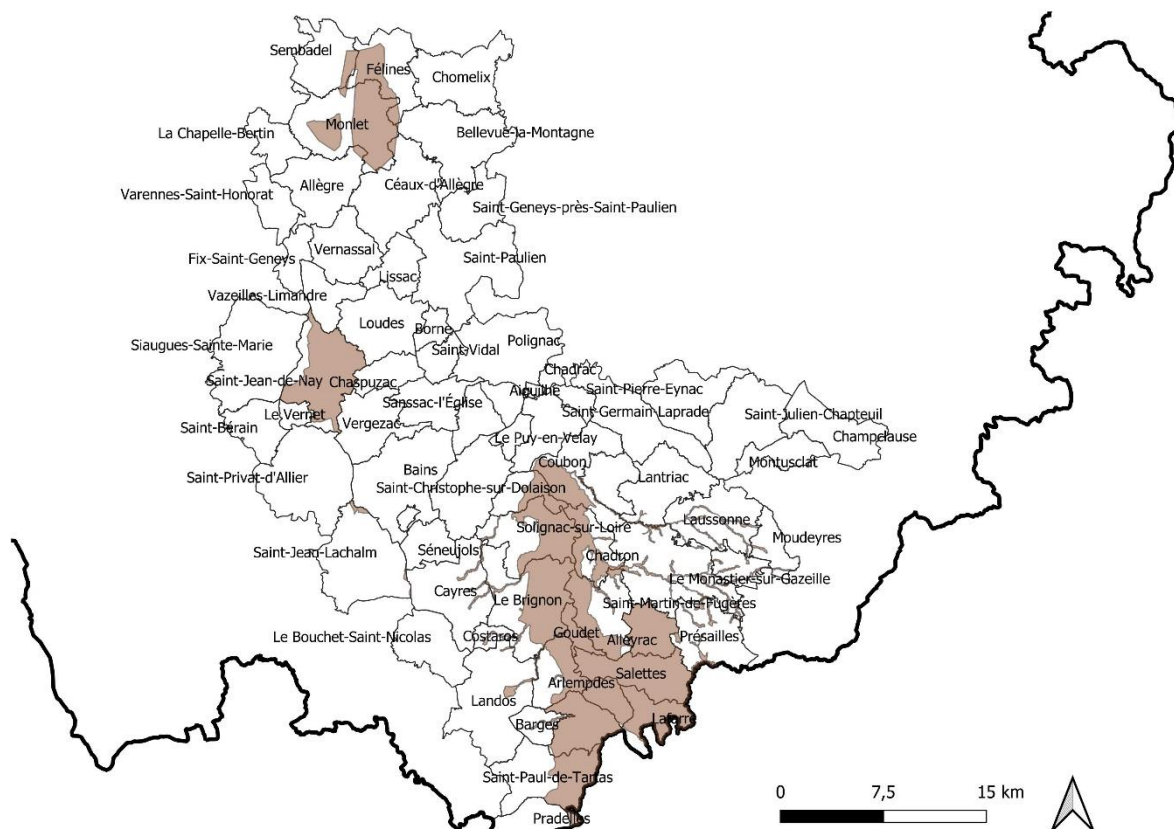 Sembadel
Félines
Chomelix
La Chapelle-Bertin
Monlet
Bellevue-la-Montagne
Varennes-Saint-Honorat
Allègre
Céaux-d'Allègre
Saint-Geneys-près-Saint-Paulien
Fix-Saint-Geneys
Vernassal
Saint-Paulien
Lissac
Vazeilles-Limandre
Loudes
Borne
Siaugues-Sainte-Marie
Saint-Vidal
Polignac
Chadrac
Saint-Jean-de-Nay
Chaspuzac
Aiguilhe
Saint-Pierre-Eynac
Sanssac-l'Église
Le Vernet
Vergezac
Saint-Germain-Laprade
Saint-Julien-Chapteuil
Saint-Bérain
Le Puy-en-Velay
Champclause
Saint-Privat-d'Allier
Bains
Coubon
Montusclat
Saint-Christophe-sur-Dolaison
Lantriac
Solignac-sur-Loire
Laussonne
Moudeyres
Saint-Jean-Lachalm
Séneujols
Chadron
Le Monastier-sur-Gazeille
Cayres
Le Brignon
Saint-Martin-de-Fugères
Le Bouchet-Saint-Nicolas
Costaros
Goudet
Alleyrac
Présailles
Salettes
Arlempdes
Landos
Barges
Lafarre
Saint-Paul-de-Tartas
Pradelles
0 7,5 15 km